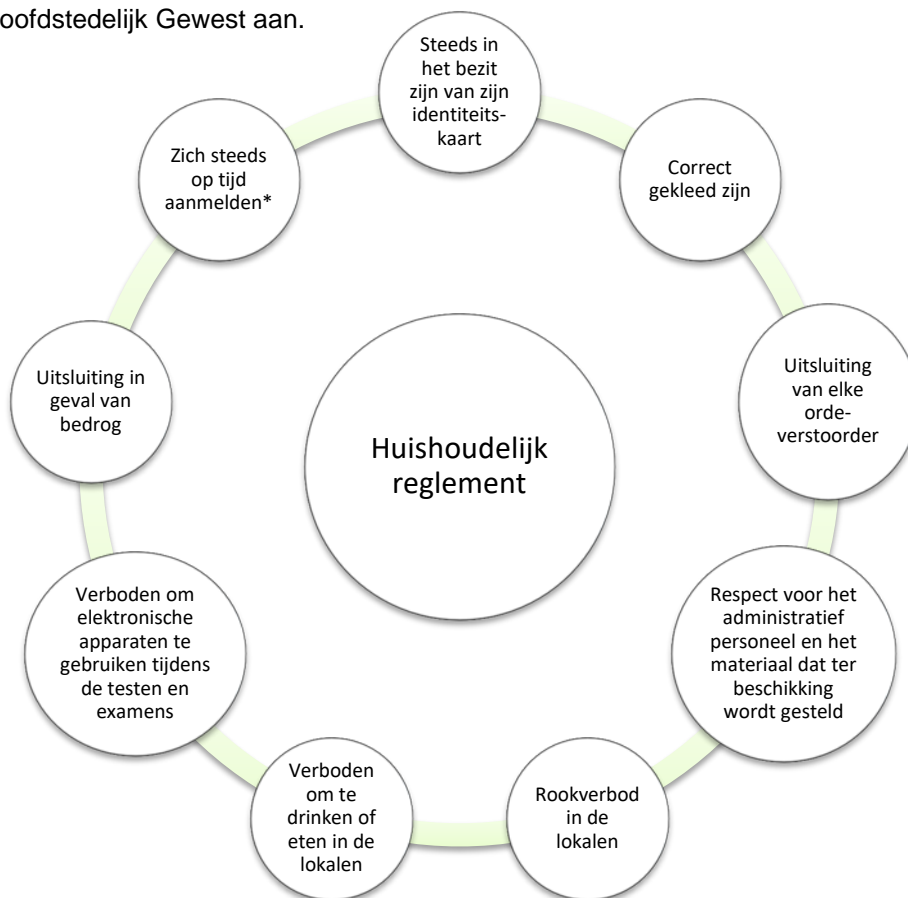 oofdstedelijk Gewest aan.
Steeds in
het bezit
zijn van zijn
identiteits-
kaart
Correct
gekleed zijn
Uitsluiting
van elke
orde-
verstoorder
Respect voor het
administratief
personeel en het
materiaal dat ter
beschikking
wordt gesteld
Rookverbod
in de
lokalen
Verboden
om te
drinken of
eten in de
lokalen
Verboden om
elektronische
apparaten te
gebruiken tijdens
de testen en
examens
Uitsluiting in
geval van
bedrog
Zich steeds
op tijd
aanmelden*
Huishoudelijk
reglement